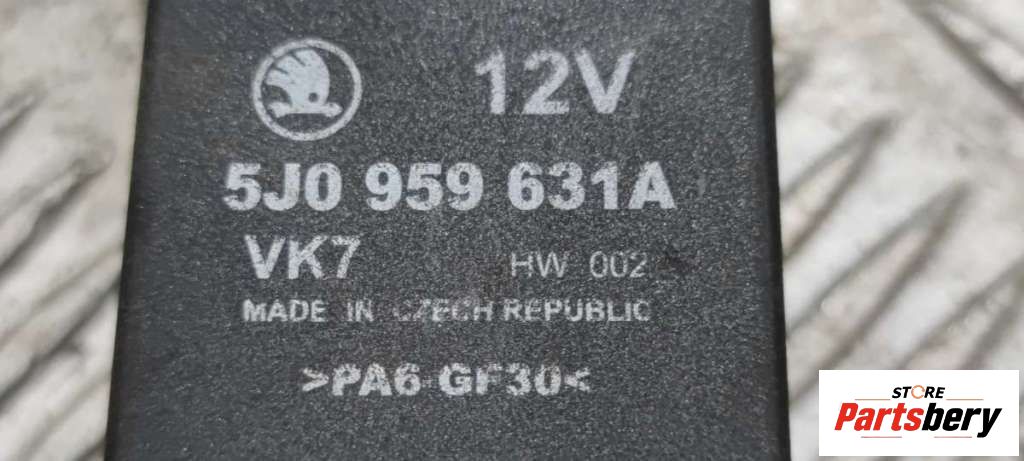 12V
5J0 959 631A
VK7 HW 002
MADE IN CZECH REPUBLIC
>PA6-GF30<
STORE
Partsbery